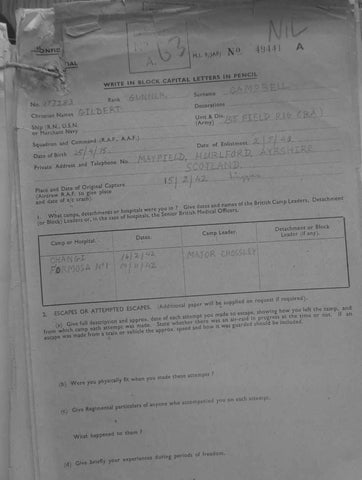 NIL
CONFID
TIAL
A. 63 M.I. 9/JAP/ No. 49441 A
WRITE IN BLOCK CAPITAL LETTERS IN PENCIL
No. Rank GUNNER Surname CAMPBELL
Christian Names GILBERT Decorations
Ship (R.N., U.S.N. or Merchant Navy Unit & Div. (Army) 155 FIELD REG (RA)
Squadron and Command (R.A.F., A.A.F.)
Date of Birth 25/4/15 Date of Enlistment 2/5/40
Private Address and Telephone No. MAYFIELD, HURLFORD, AYRSHIRE
SCOTLAND
Place and Date of Original Capture 15/2/42
(Aircrew R.A.F. to give place
and date of a/c crash)
1. What camps, detachments or hospitals were you in ? Give dates and names of the British Camp Leaders, Detachment
(or Block) Leaders or, in the case of hospitals, the Senior British Medical Officers.
Camp or Hospital. Dates. Camp Leader. Detachment or Block
Leader (if any).
CHANGI 16/2/42 MAJOR CROSSLEY
FORMOSA Nº1 /11/42
2. ESCAPES OR ATTEMPTED ESCAPES. (Additional paper will be supplied on request if required).
(a) Give full description and approx. date of each attempt you made to escape, showing how you left the camp, and
from which camp each attempt was made. State whether there was an air-raid in progress at the time or not. If an
escape was made from a train or vehicle the approx. speed and how it was guarded should be included.
(b) Were you physically fit when you made these attempts ?
(c) Give Regimental particulars of anyone who accompanied you on each attempt.
What happened to them ?
(d) Give briefly your experiences during periods of freedom.